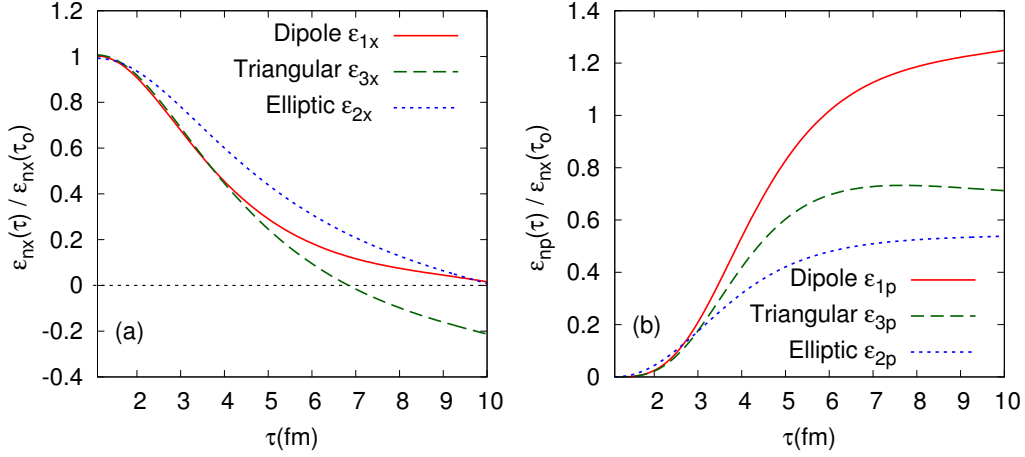 1.2
1
0.8
0.6
0.4
0.2
0
-0.2
-0.4
2 3 4 5 6 7 8 9 10
τ(fm)
εnx(τ) / εnx(τo)
Dipole ε1x
Triangular ε3x
Elliptic ε2x
(a)
1.4
1.2
1
0.8
0.6
0.4
0.2
0
2 3 4 5 6 7 8 9 10
τ(fm)
εnp(τ) / εnx(τo)
(b)
Dipole ε1p
Triangular ε3p
Elliptic ε2p